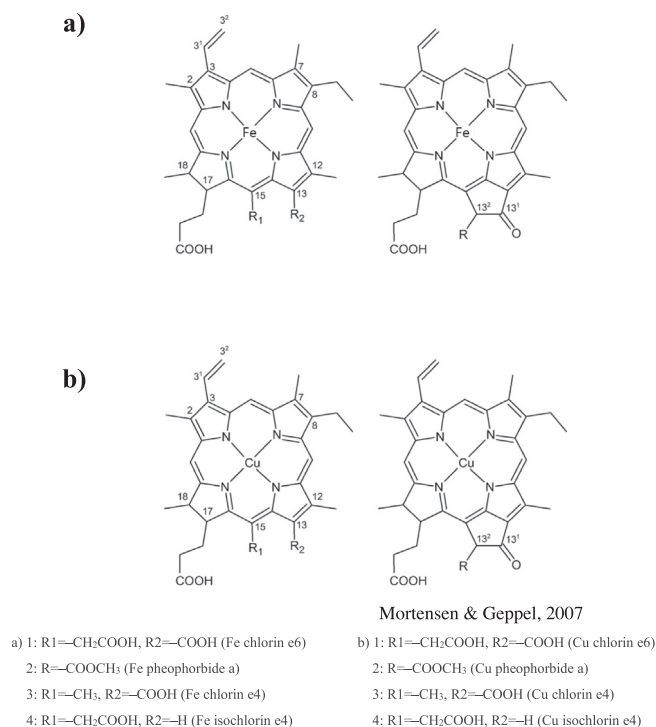 a)
3²
3¹
3
7
2
8
N
N
Fe
N
N
18
17
12
13
15
R₁
R₂
COOH
N
N
Fe
N
N
13²
13¹
R
O
COOH
b)
3²
3¹
3
7
2
8
N
N
Cu
N
N
18
17
12
13
15
R₁
R₂
COOH
N
N
Cu
N
N
13²
13¹
R
O
COOH
Mortensen & Geppel, 2007
a) 1: R1=–CH₂COOH, R2=–COOH (Fe chlorin e6)
2: R=–COOCH₃ (Fe pheophorbide a)
3: R1=–CH₃, R2=–COOH (Fe chlorin e4)
4: R1=–CH₂COOH, R2=–H (Fe isochlorin e4)
b) 1: R1=–CH₂COOH, R2=–COOH (Cu chlorin e6)
2: R=–COOCH₃ (Cu pheophorbide a)
3: R1=–CH₃, R2=–COOH (Cu chlorin e4)
4: R1=–CH₂COOH, R2=–H (Cu isochlorin e4)